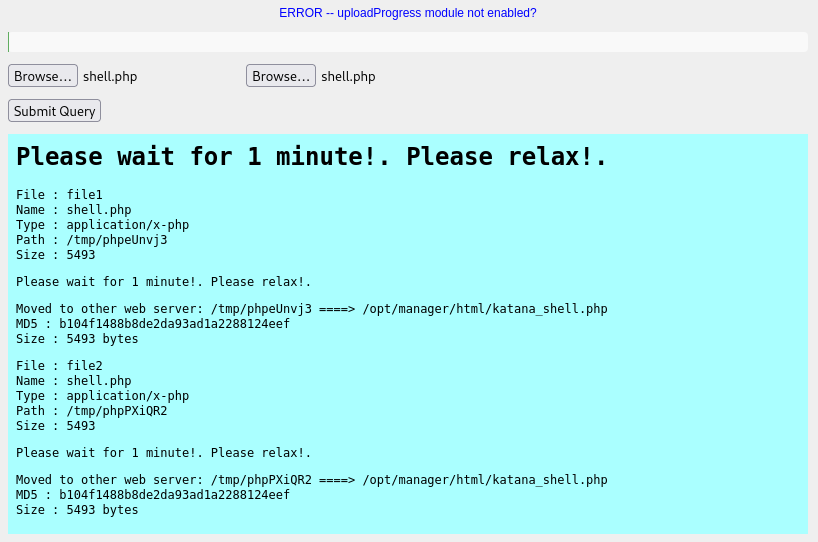 ERROR -- uploadProgress module not enabled?
Browse... shell.php Browse... shell.php
Submit Query
Please wait for 1 minute!. Please relax!.
File : file1
Name : shell.php
Type : application/x-php
Path : /tmp/phpeUnvj3
Size : 5493
Please wait for 1 minute!. Please relax!.
Moved to other web server: /tmp/phpeUnvj3 ====> /opt/manager/html/katana_shell.php
MD5 : b104f1488b8de2da93ad1a2288124eef
Size : 5493 bytes
File : file2
Name : shell.php
Type : application/x-php
Path : /tmp/phpPXiQR2
Size : 5493
Please wait for 1 minute!. Please relax!.
Moved to other web server: /tmp/phpPXiQR2 ====> /opt/manager/html/katana_shell.php
MD5 : b104f1488b8de2da93ad1a2288124eef
Size : 5493 bytes